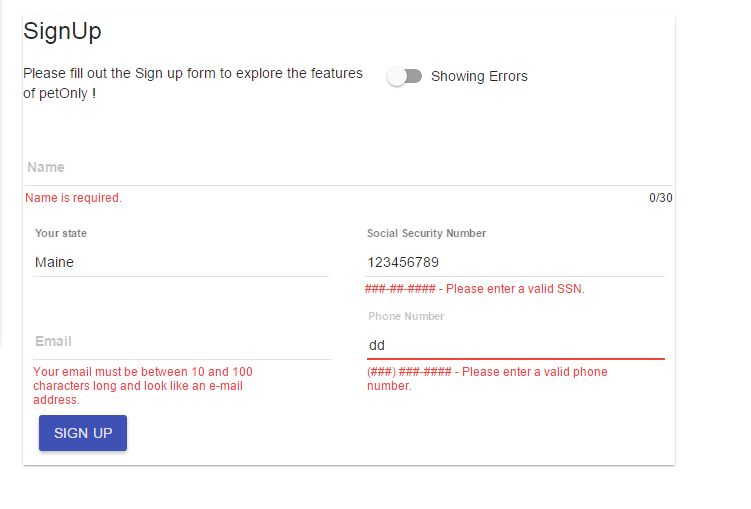 SignUp
Please fill out the Sign up form to explore the features
of petOnly !
Showing Errors
Name
Name is required.
0/30
Your state
Social Security Number
Maine
123456789
###-##-#### - Please enter a valid SSN.
Phone Number
Email
dd
Your email must be between 10 and 100
characters long and look like an e-mail
address.
(###) ###-#### - Please enter a valid phone
number.
SIGN UP